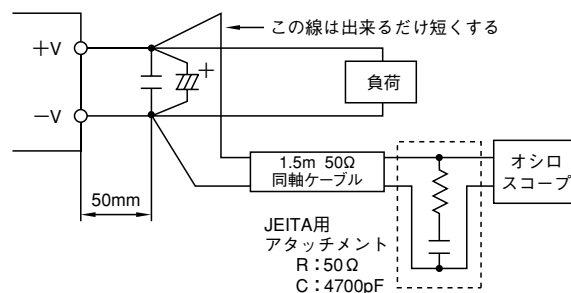 この線は出来るだけ短くする
+V
+
負荷
−V
1.5m 50Ω
同軸ケーブル
オシロ
スコープ
50mm
JEITA用
アタッチメント
R：50Ω
C：4700pF